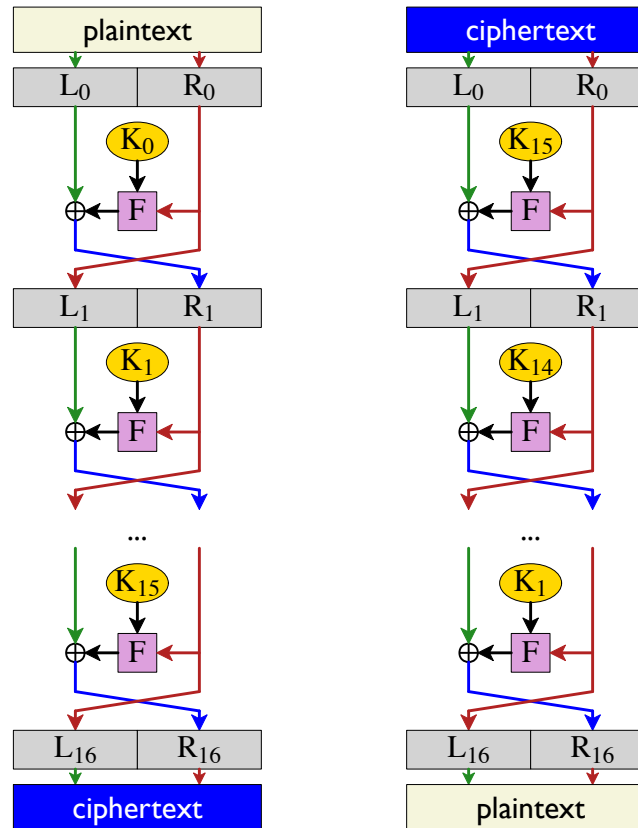 plaintext
L0 R0
K0
F
L1 R1
K1
F
...
K15
F
L16 R16
ciphertext
ciphertext
L0 R0
K15
F
L1 R1
K14
F
...
K1
F
L16 R16
plaintext